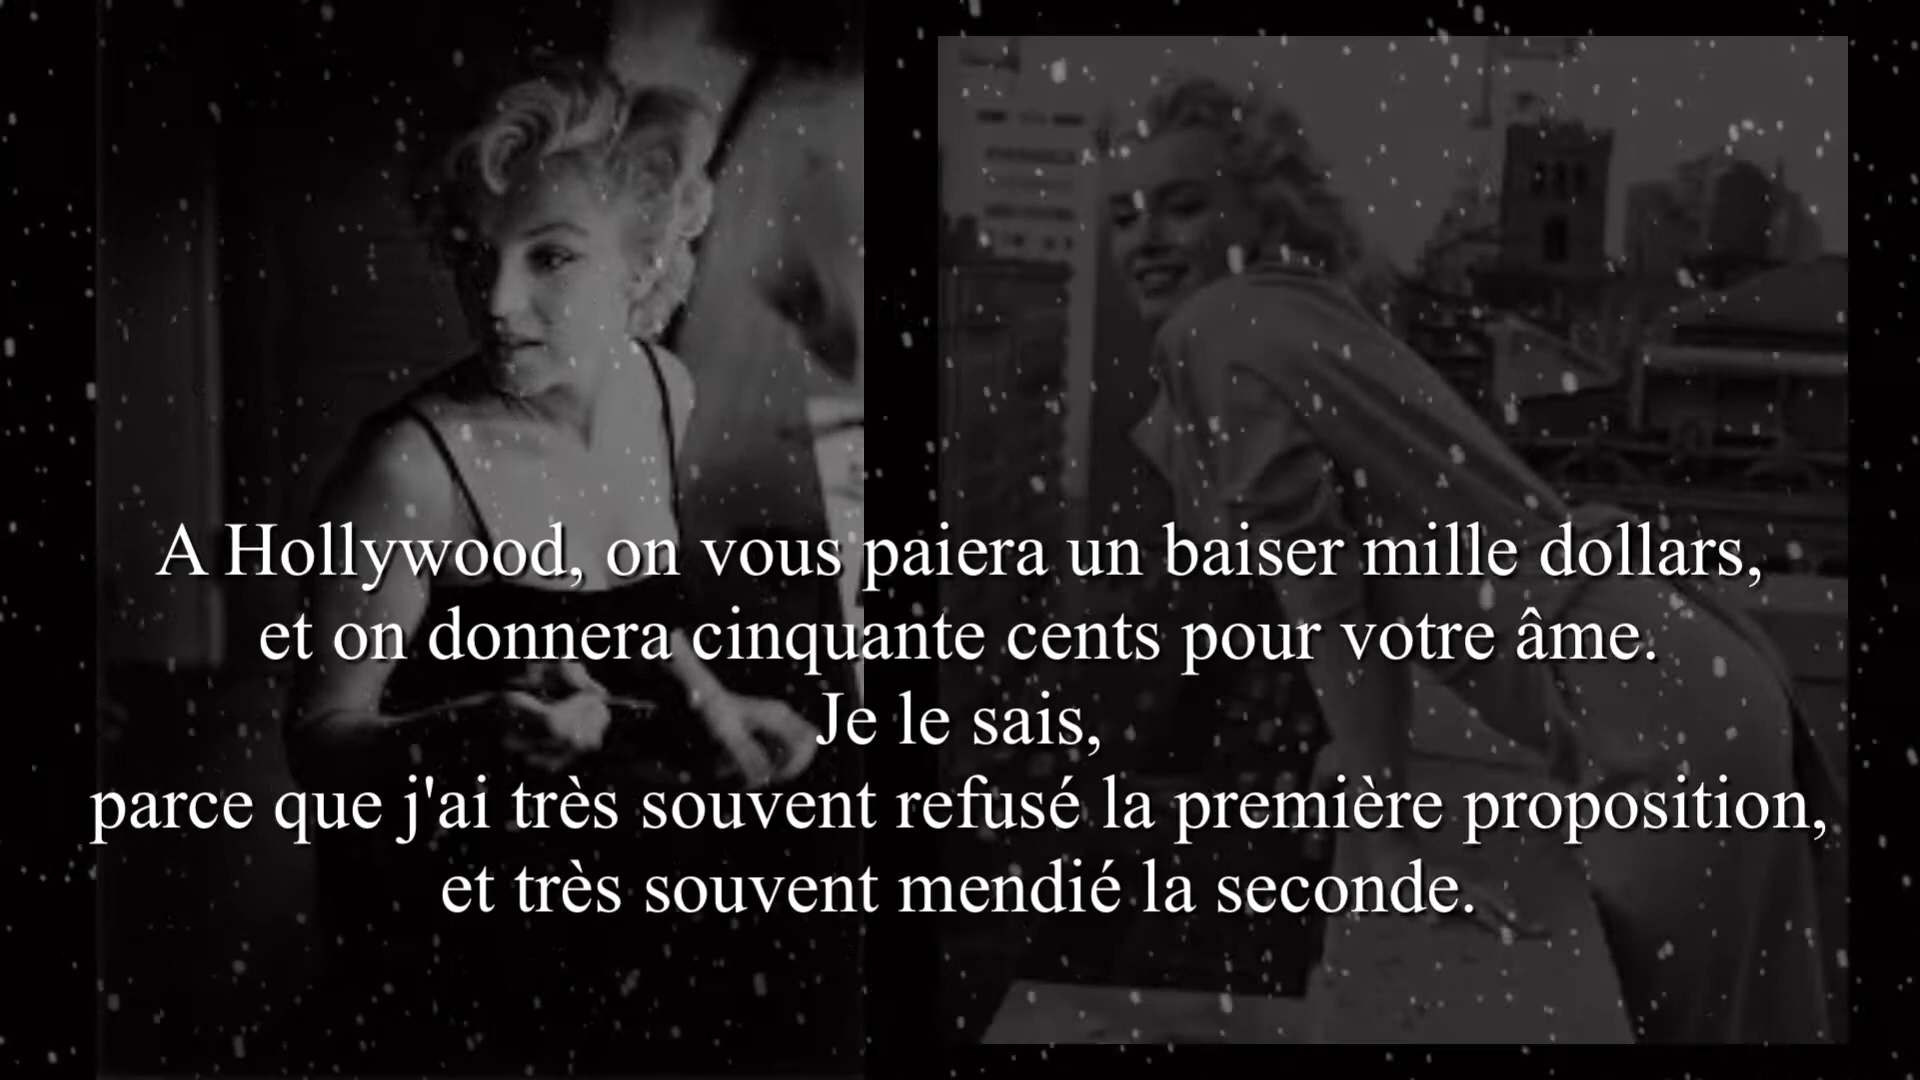 A Hollywood, on vous paiera un baiser mille dollars,
et on donnera cinquante cents pour votre âme.
Je le sais,
parce que j'ai très souvent refusé la première proposition,
et très souvent mendié la seconde.